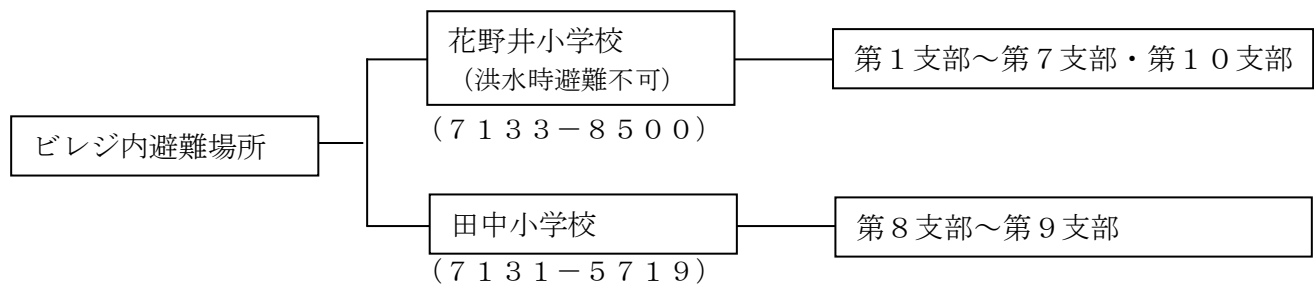 花野井小学校
（洪水時避難不可）
第１支部～第７支部・第１０支部
（７１３３－８５００）
ビレジ内避難場所
田中小学校
第８支部～第９支部
（７１３１－５７１９）